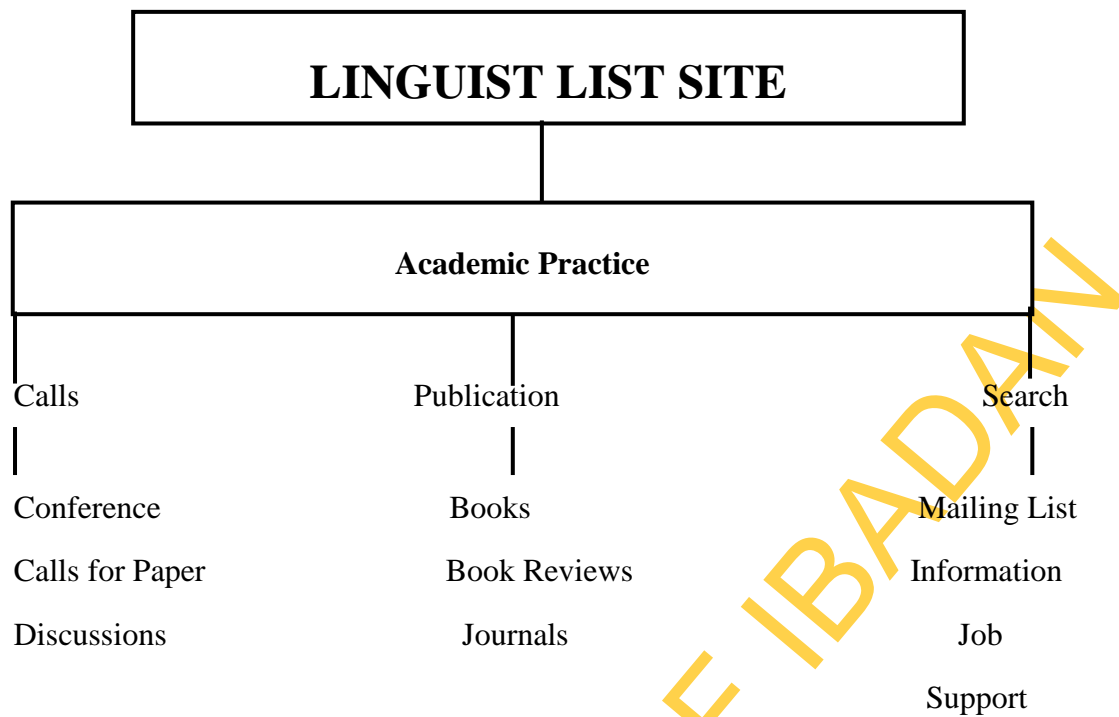 LINGUIST LIST SITE
Academic Practice
Calls Publication Search
Conference Books Mailing List
Calls for Paper Book Reviews Information
Discussions Journals Job
Support
IBADAN